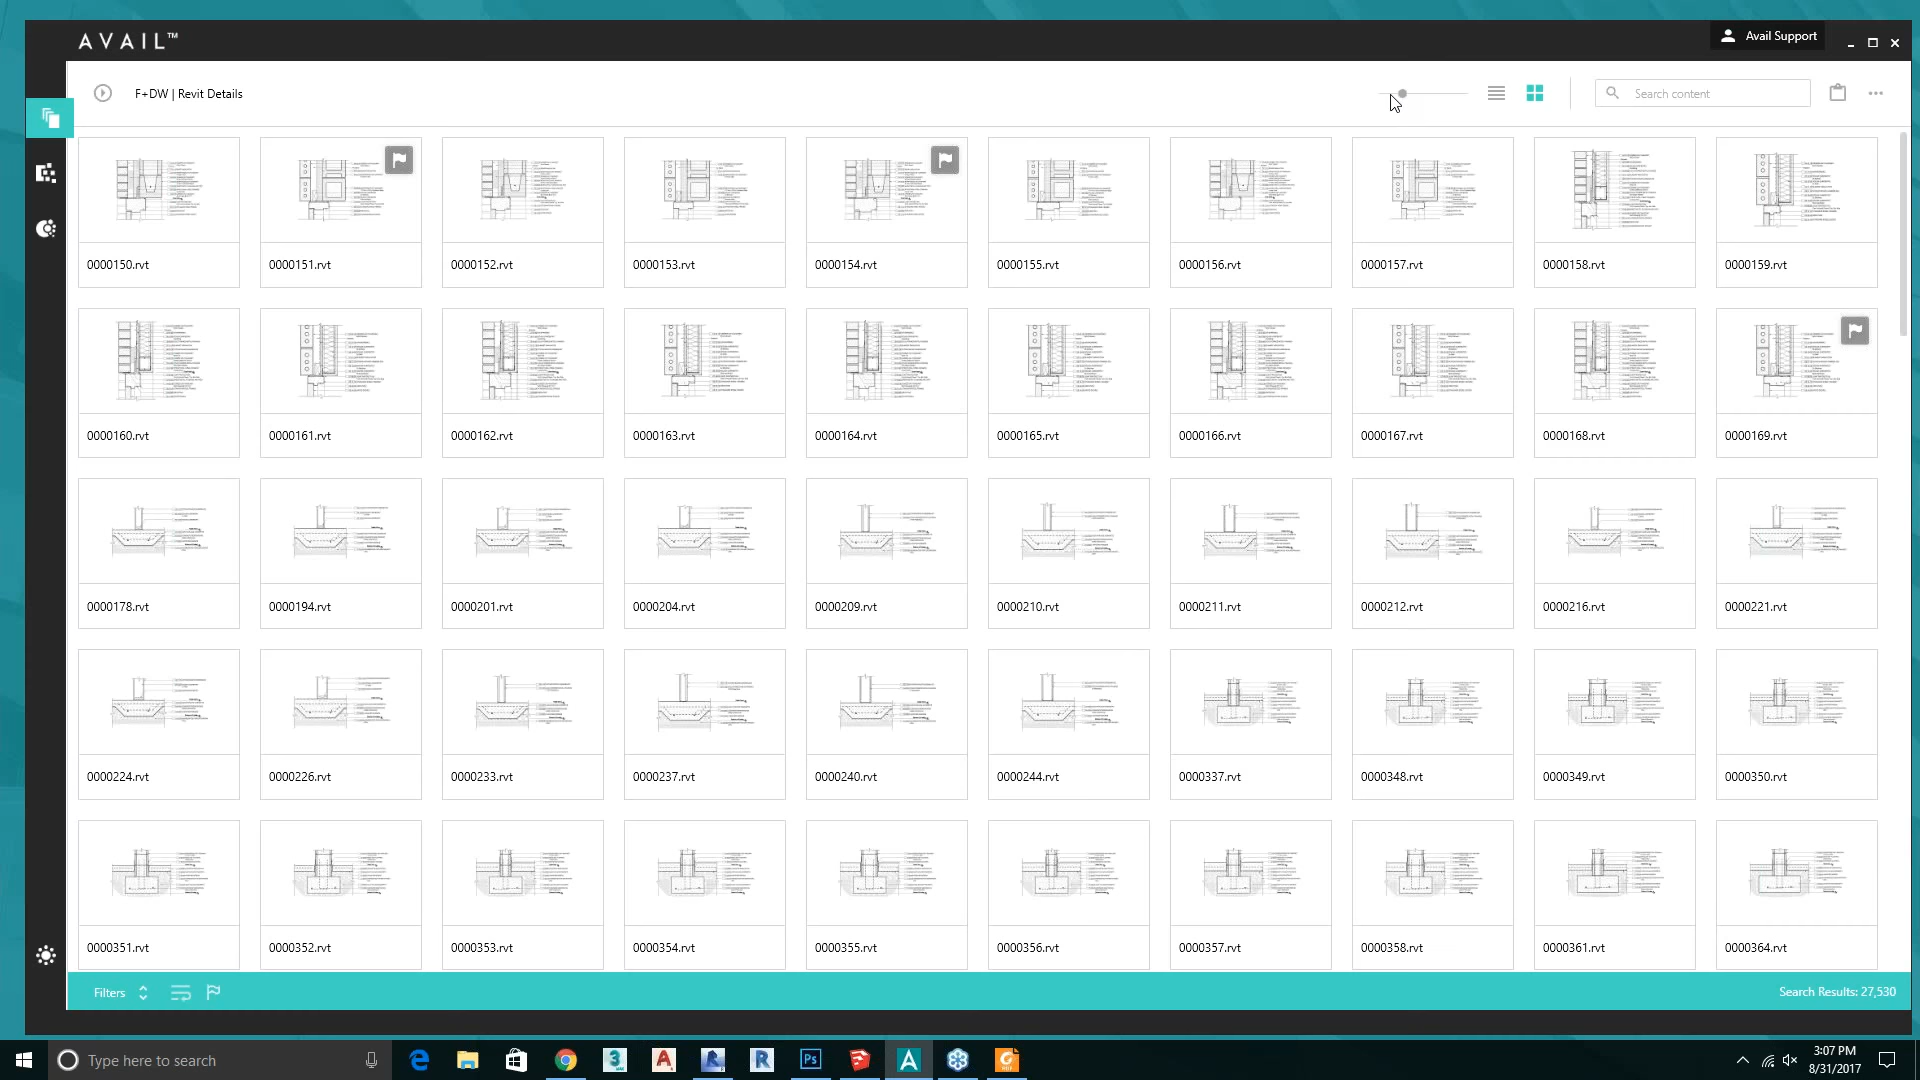 AVAIL™
Avail Support
F+DW | Revit Details
Search content
0000150.rvt
0000151.rvt
0000152.rvt
0000153.rvt
0000154.rvt
0000155.rvt
0000156.rvt
0000157.rvt
0000158.rvt
0000159.rvt
0000160.rvt
0000161.rvt
0000162.rvt
0000163.rvt
0000164.rvt
0000165.rvt
0000166.rvt
0000167.rvt
0000168.rvt
0000169.rvt
0000178.rvt
0000194.rvt
0000201.rvt
0000204.rvt
0000209.rvt
0000210.rvt
0000211.rvt
0000212.rvt
0000216.rvt
0000221.rvt
0000224.rvt
0000226.rvt
0000233.rvt
0000237.rvt
0000240.rvt
0000244.rvt
0000337.rvt
0000348.rvt
0000349.rvt
0000350.rvt
0000351.rvt
0000352.rvt
0000353.rvt
0000354.rvt
0000355.rvt
0000356.rvt
0000357.rvt
0000358.rvt
0000361.rvt
0000364.rvt
Filters
Search Results: 27,530
Type here to search
Ps
3:07 PM
8/31/2017